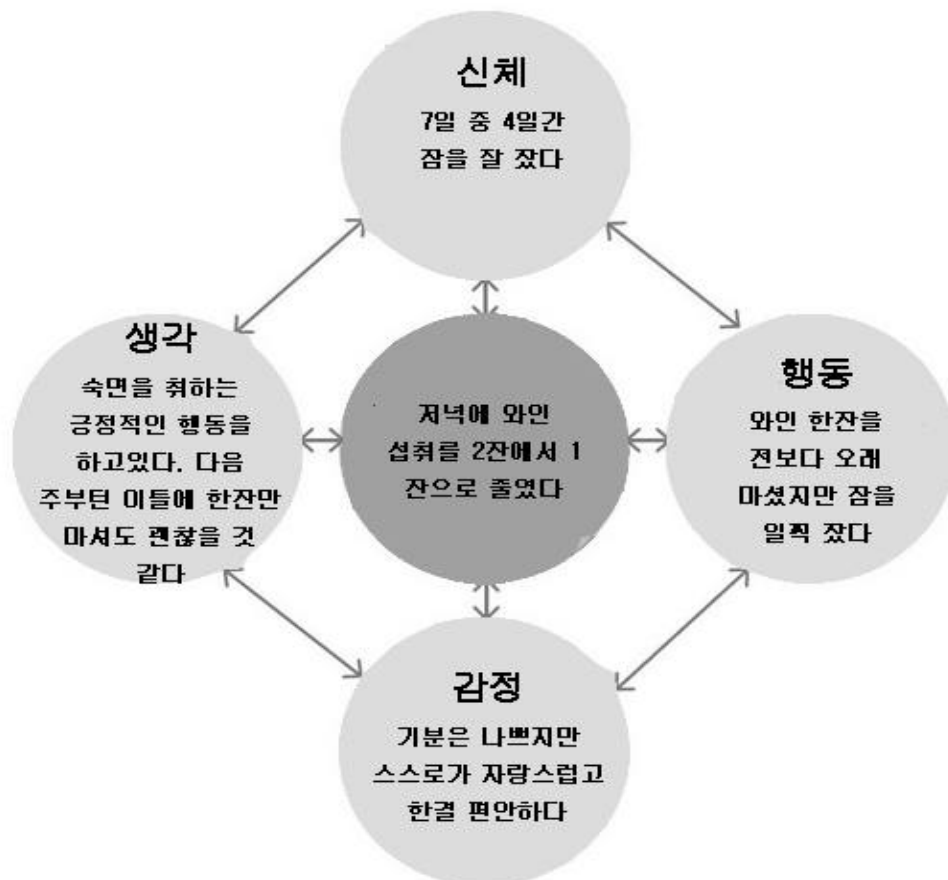 신체
7일 중 4일간
잠을 잘 잤다
생각
숙면을 취하는
긍정적인 행동을
하고있다. 다음
주부턴 이틀에 한잔만
마셔도 괜찮을 것
같다
저녁에 와인
섭취를 2잔에서 1
잔으로 줄였다
행동
와인 한잔을
전보다 오래
마셨지만 잠을
일찍 잤다
감정
기분은 나쁘지만
스스로가 자랑스럽고
한결 편안하다